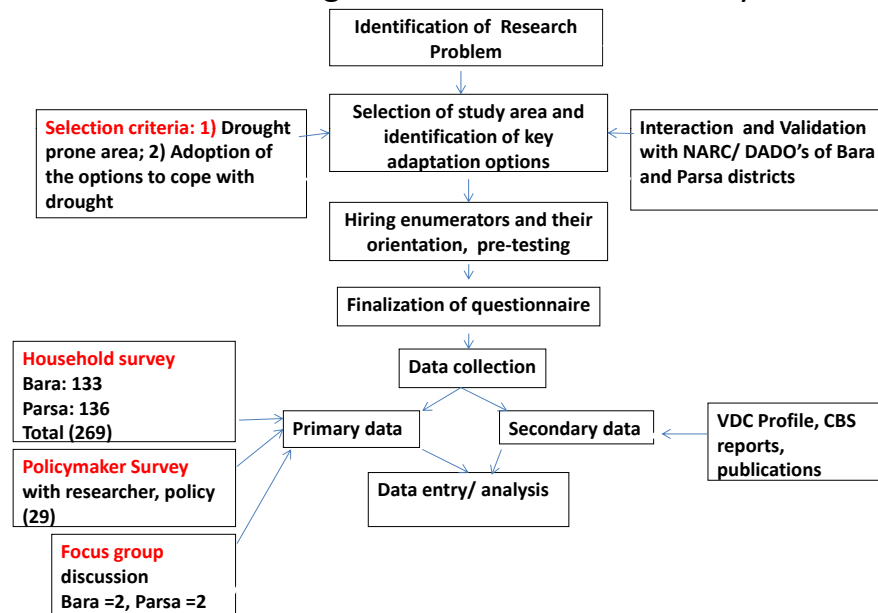 Identification of Research
Problem
Selection criteria: 1) Drought
prone area; 2) Adoption of
the options to cope with
drought
Selection of study area and
identification of key
adaptation options
Interaction and Validation
with NARC/ DADO's of Bara
and Parsa districts
Hiring enumerators and their
orientation, pre-testing
Finalization of questionnaire
Data collection
Household survey
Bara: 133
Parsa: 136
Total (269)
Primary data
Secondary data
VDC Profile, CBS
reports,
publications
Policymaker Survey
with researcher, policy
(29)
Data entry/ analysis
Focus group
discussion
Bara =2, Parsa =2